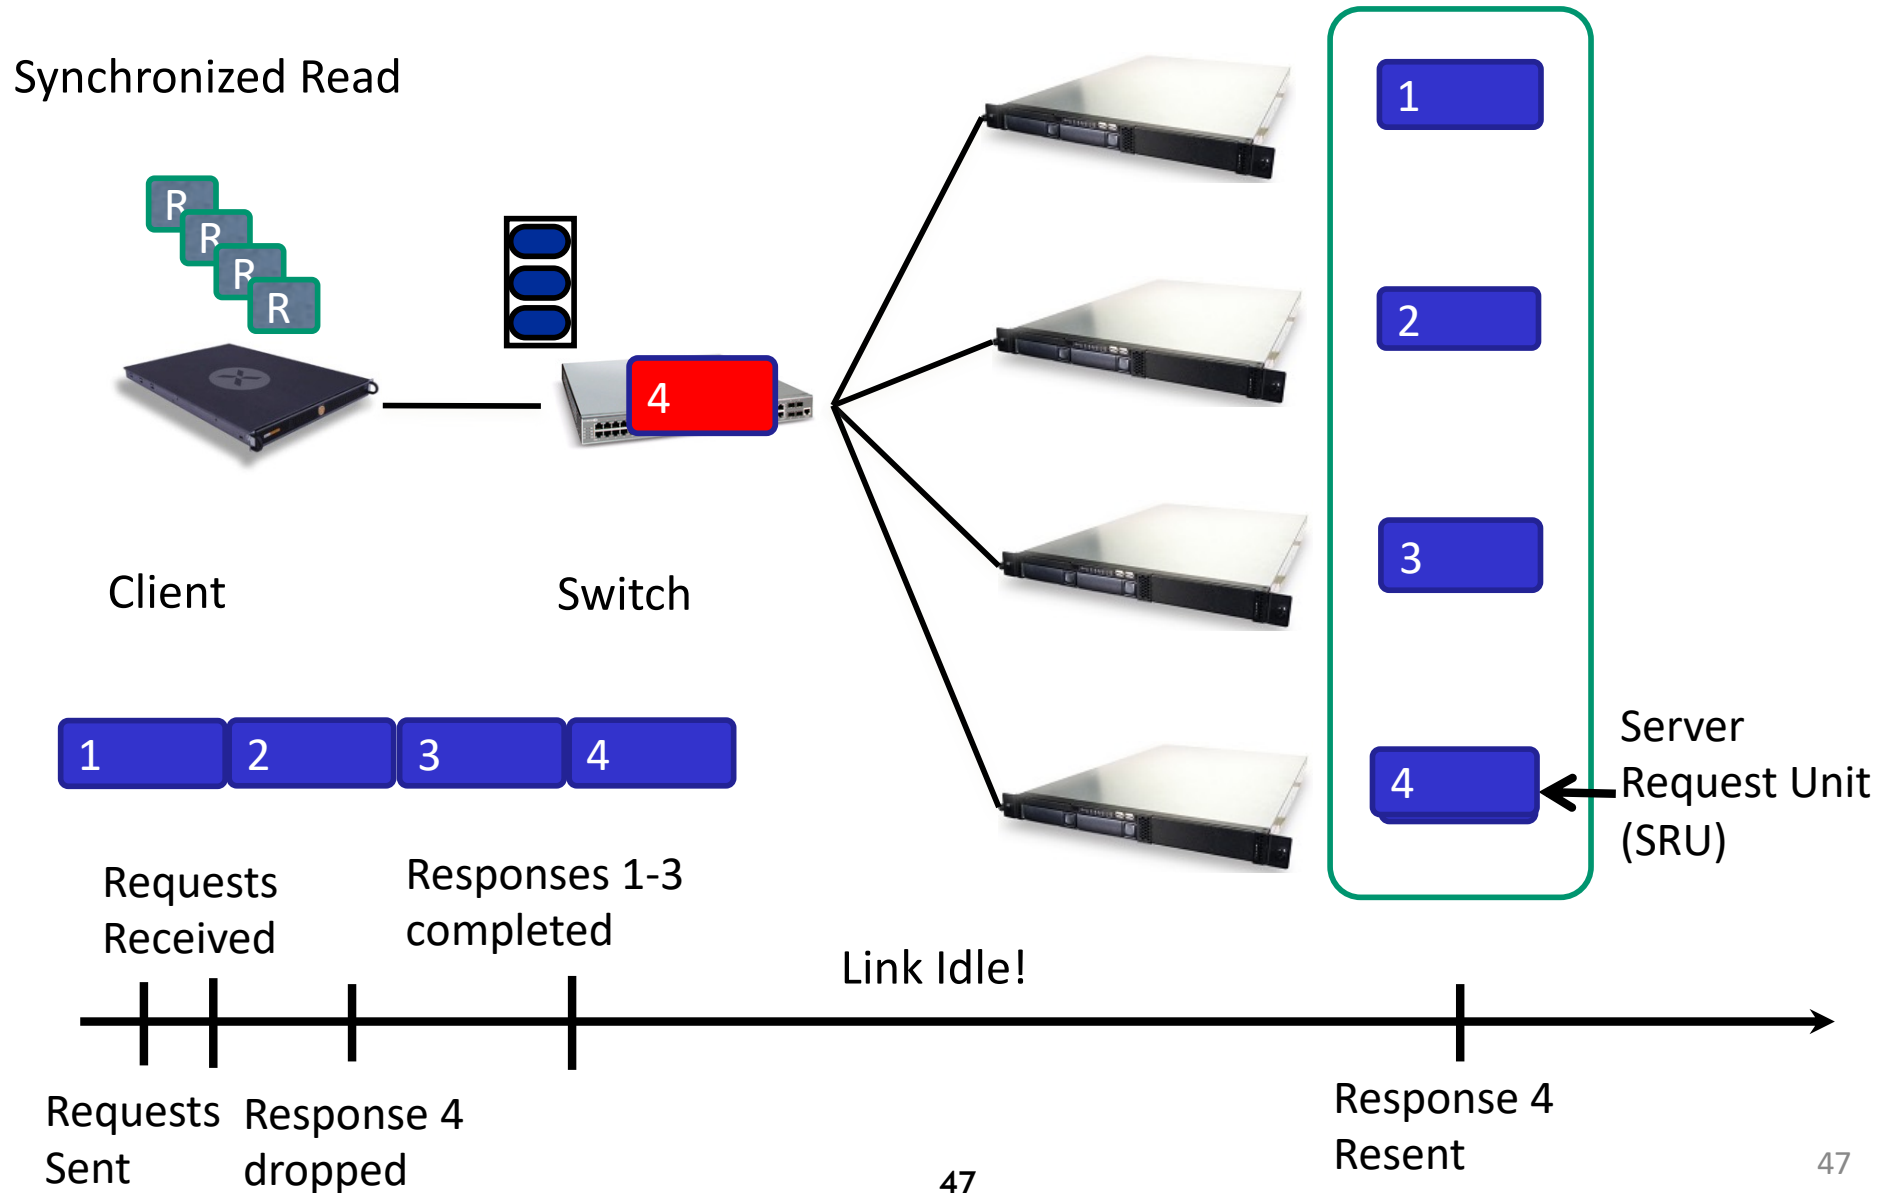 Synchronized Read
R
R
R
R
1
2
4
3
Client
Switch
4
Server
Request Unit
(SRU)
1
2
3
4
Requests
Received
Responses 1-3
completed
Link Idle!
Requests
Sent
Response 4
dropped
Response 4
Resent
47
47